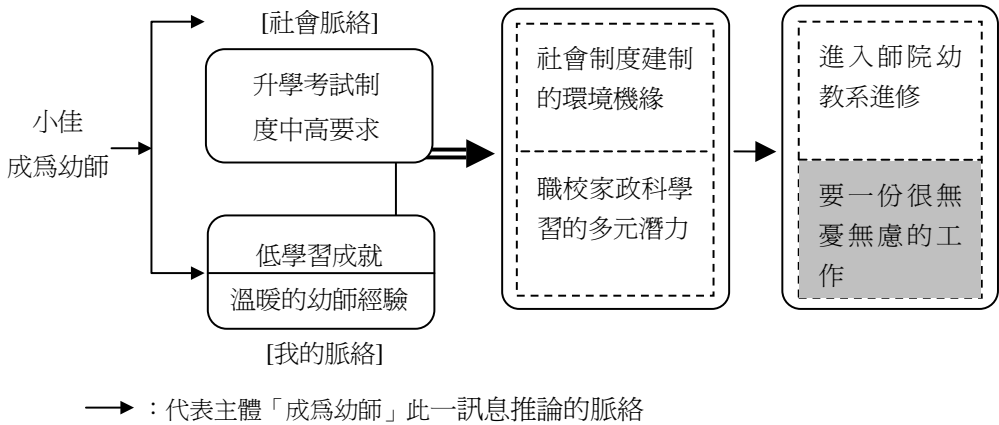 [社會脈絡]
升學考試制
度中高要求
小佳
成爲幼師
低學習成就
溫暖的幼師經驗
[我的脈絡]
社會制度建制
的環境機緣
職校家政科學
習的多元潛力
進入師院幼
教系進修
要一份很無
憂無慮的工
作
：代表主體「成爲幼師」此一訊息推論的脈絡